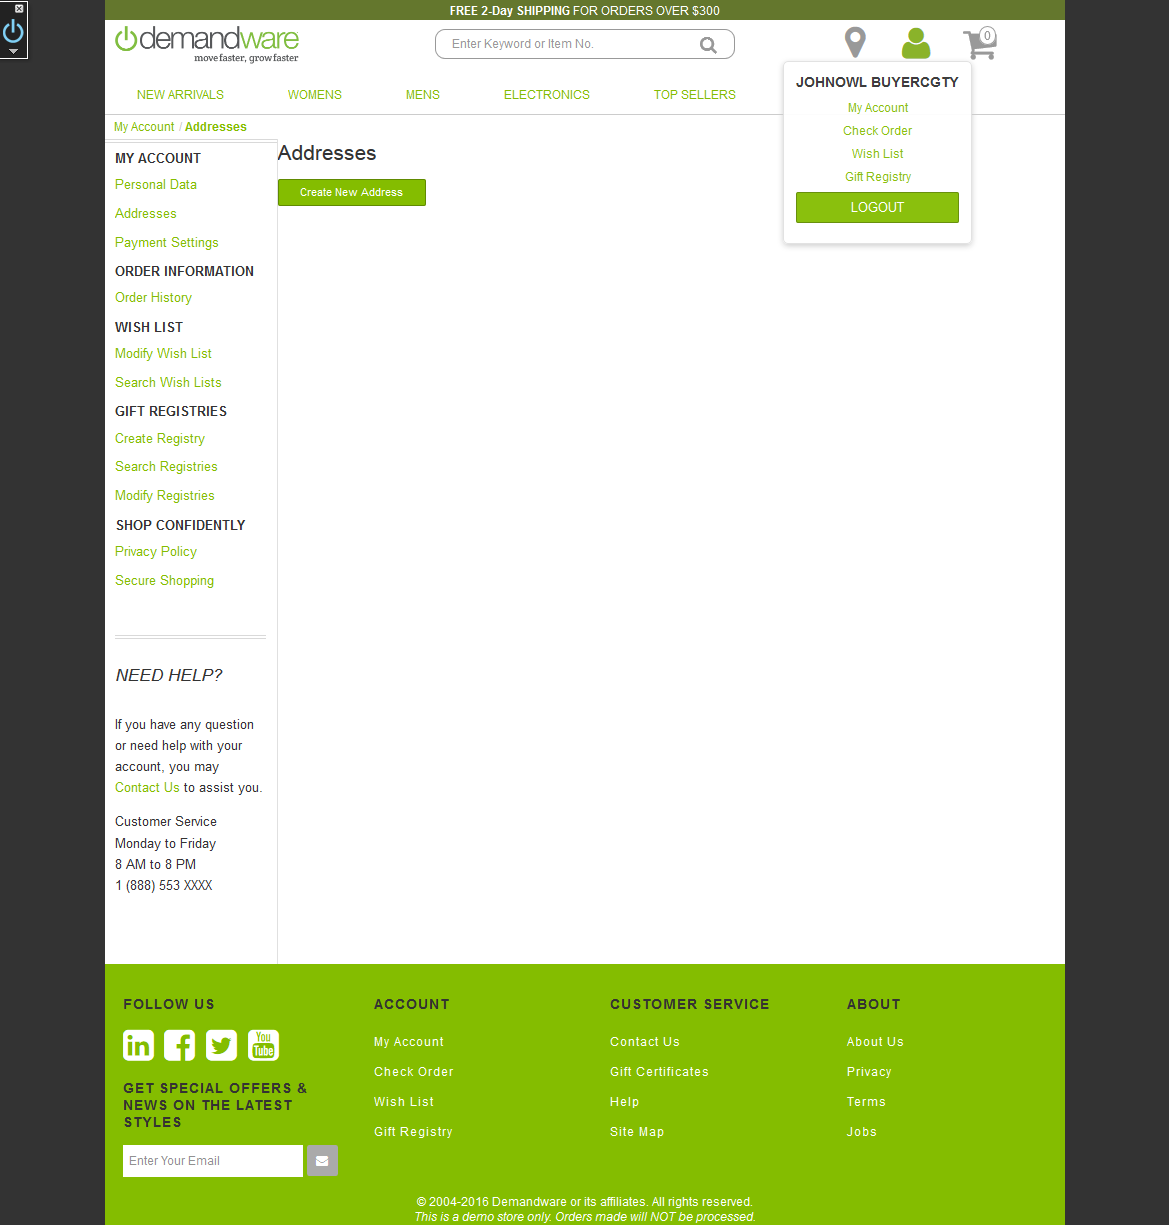 FREE 2-Day SHIPPING FOR ORDERS OVER $300
demandware
move faster, grow faster
Enter Keyword or Item No.
0
NEW ARRIVALS
WOMENS
MENS
ELECTRONICS
TOP SELLERS
JOHNOWL BUYERCGTY
My Account
Check Order
Wish List
Gift Registry
LOGOUT
My Account / Addresses
MY ACCOUNT
Personal Data
Addresses
Payment Settings
ORDER INFORMATION
Order History
WISH LIST
Modify Wish List
Search Wish Lists
GIFT REGISTRIES
Create Registry
Search Registries
Modify Registries
SHOP CONFIDENTLY
Privacy Policy
Secure Shopping
NEED HELP?
If you have any question
or need help with your
account, you may
Contact Us to assist you.
Customer Service
Monday to Friday
8 AM to 8 PM
1 (888) 553 XXXX
Addresses
Create New Address
FOLLOW US
in
f
You
Tube
GET SPECIAL OFFERS &
NEWS ON THE LATEST
STYLES
Enter Your Email
ACCOUNT
My Account
Check Order
Wish List
Gift Registry
CUSTOMER SERVICE
Contact Us
Gift Certificates
Help
Site Map
ABOUT
About Us
Privacy
Terms
Jobs
© 2004-2016 Demandware or its affiliates. All rights reserved.
This is a demo store only. Orders made will NOT be processed.